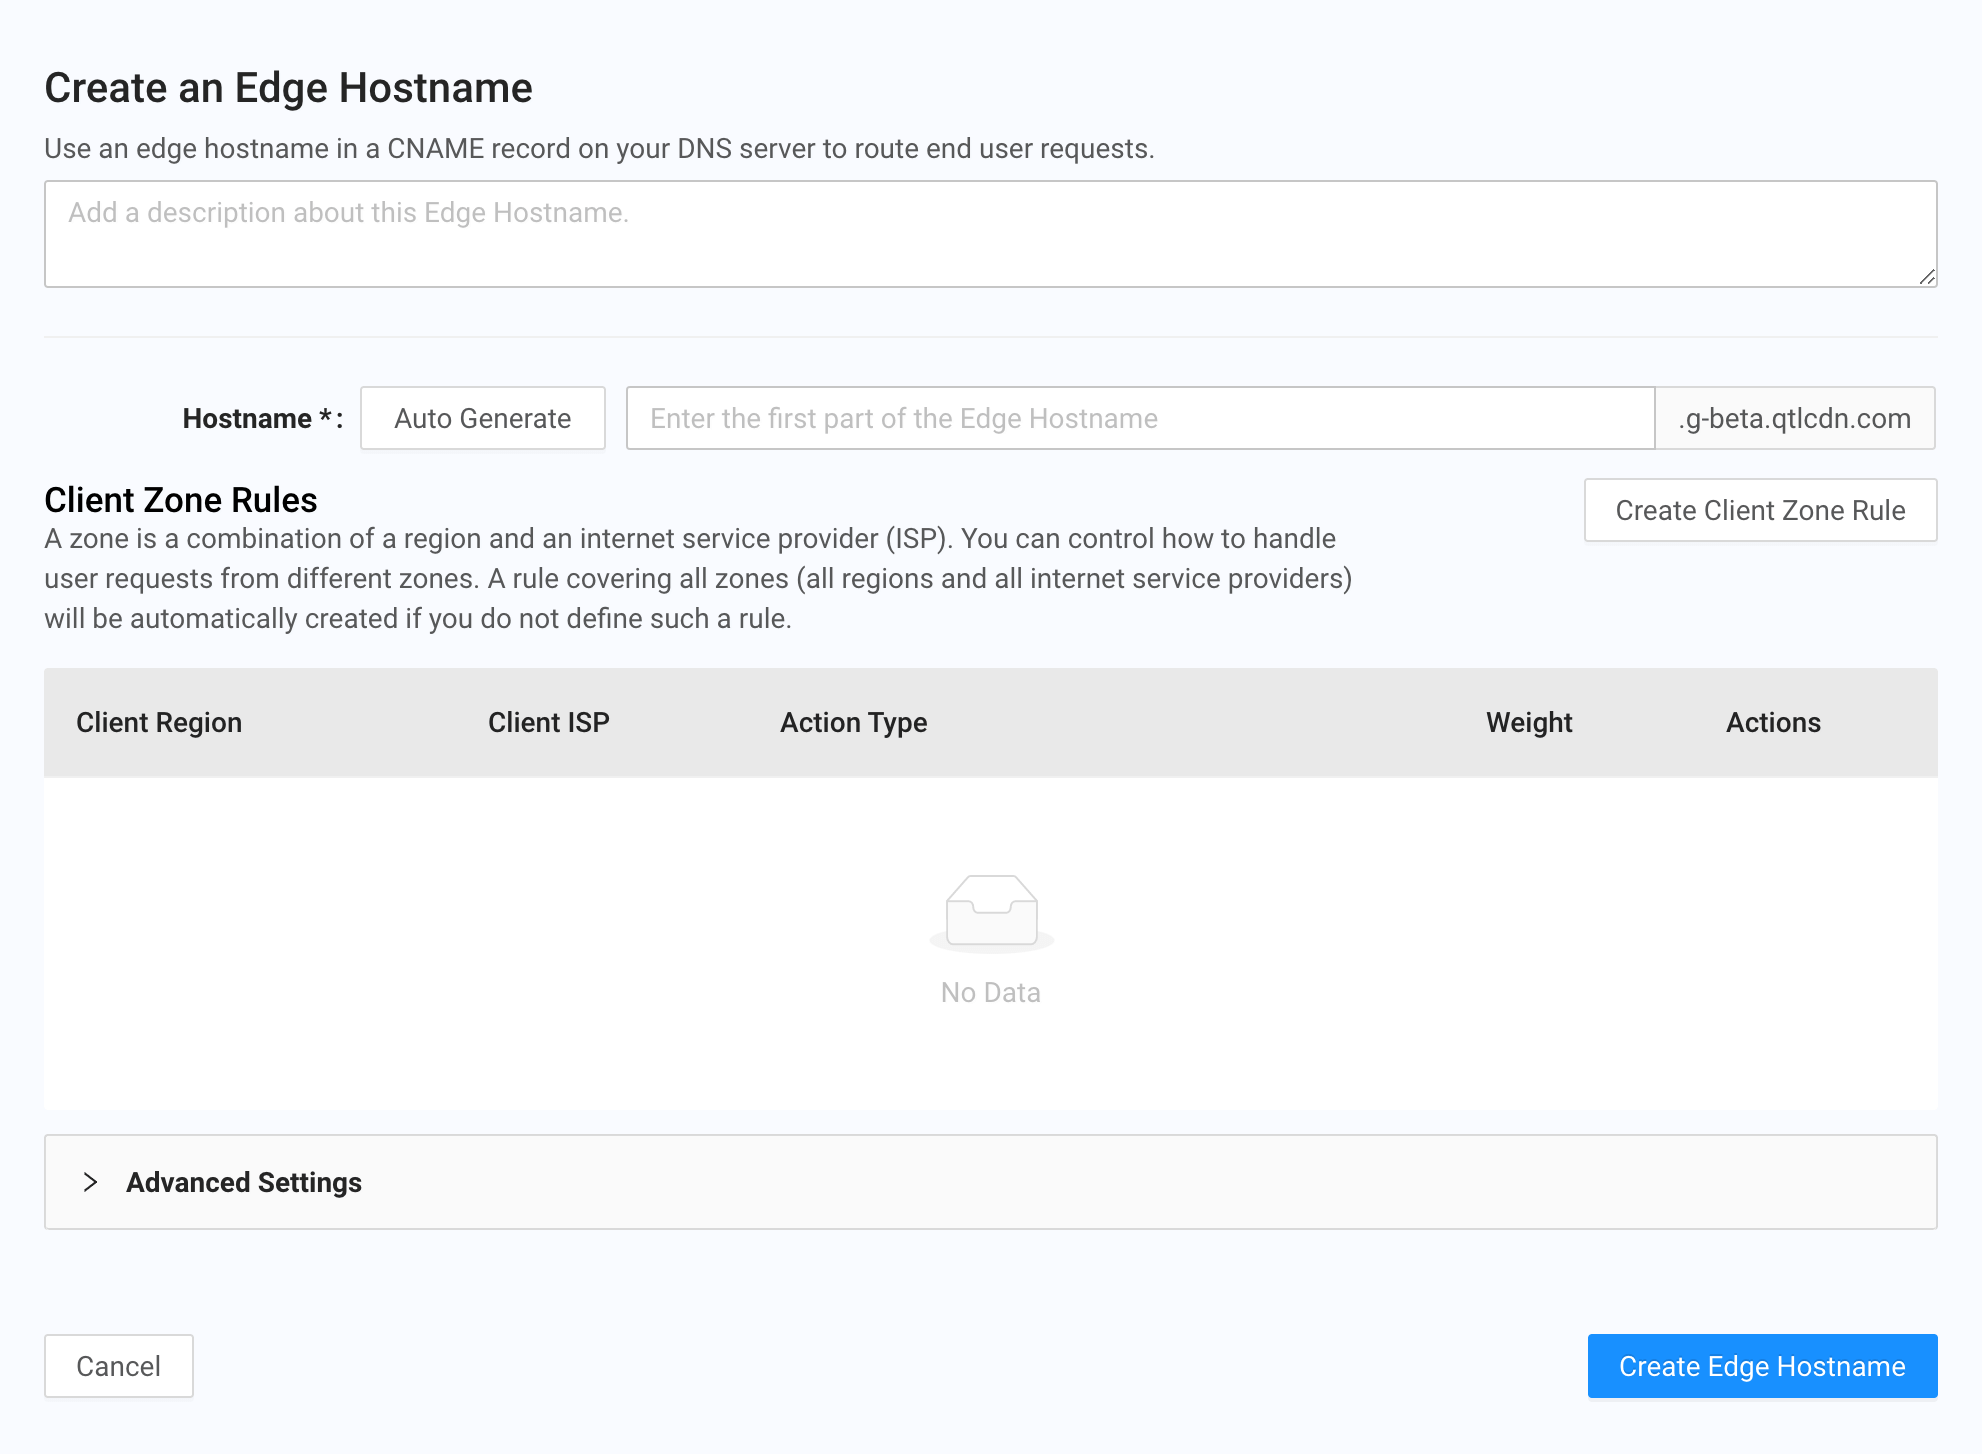 Create an Edge Hostname
Use an edge hostname in a CNAME record on your DNS server to route end user requests.
Add a description about this Edge Hostname.
Hostname *: Auto Generate Enter the first part of the Edge Hostname .g-beta.qtlcdn.com
Client Zone Rules
Create Client Zone Rule
A zone is a combination of a region and an internet service provider (ISP). You can control how to handle
user requests from different zones. A rule covering all zones (all regions and all internet service providers)
will be automatically created if you do not define such a rule.
Client Region Client ISP Action Type Weight Actions
No Data
Advanced Settings
Cancel Create Edge Hostname